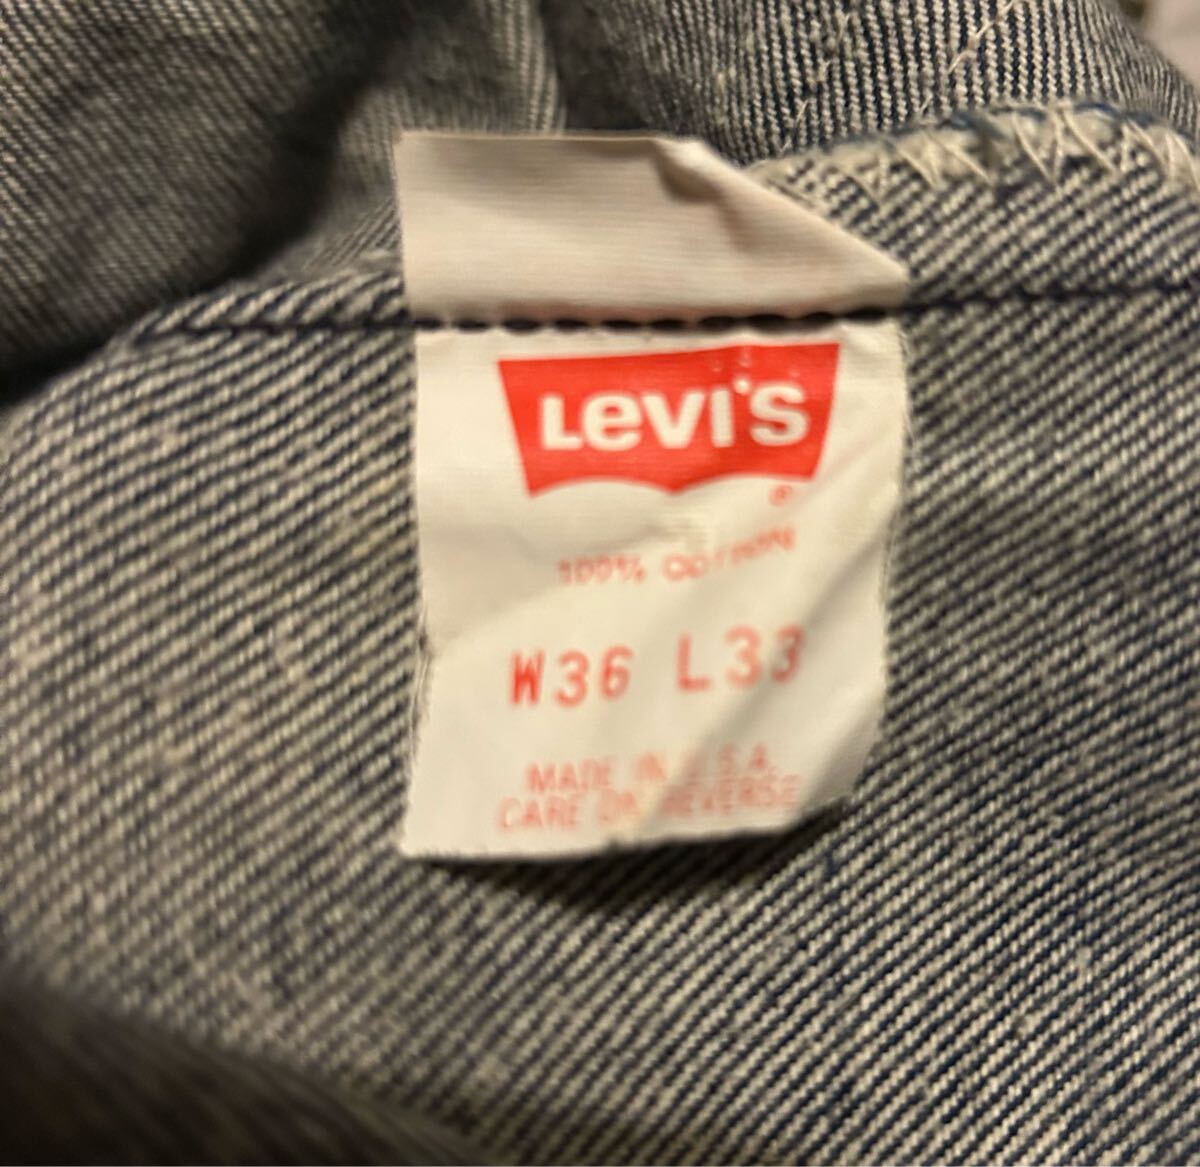 Levi's
®
100% COTTON
W36 L33
MADE IN U.S.A.
CARE ON REVERSE